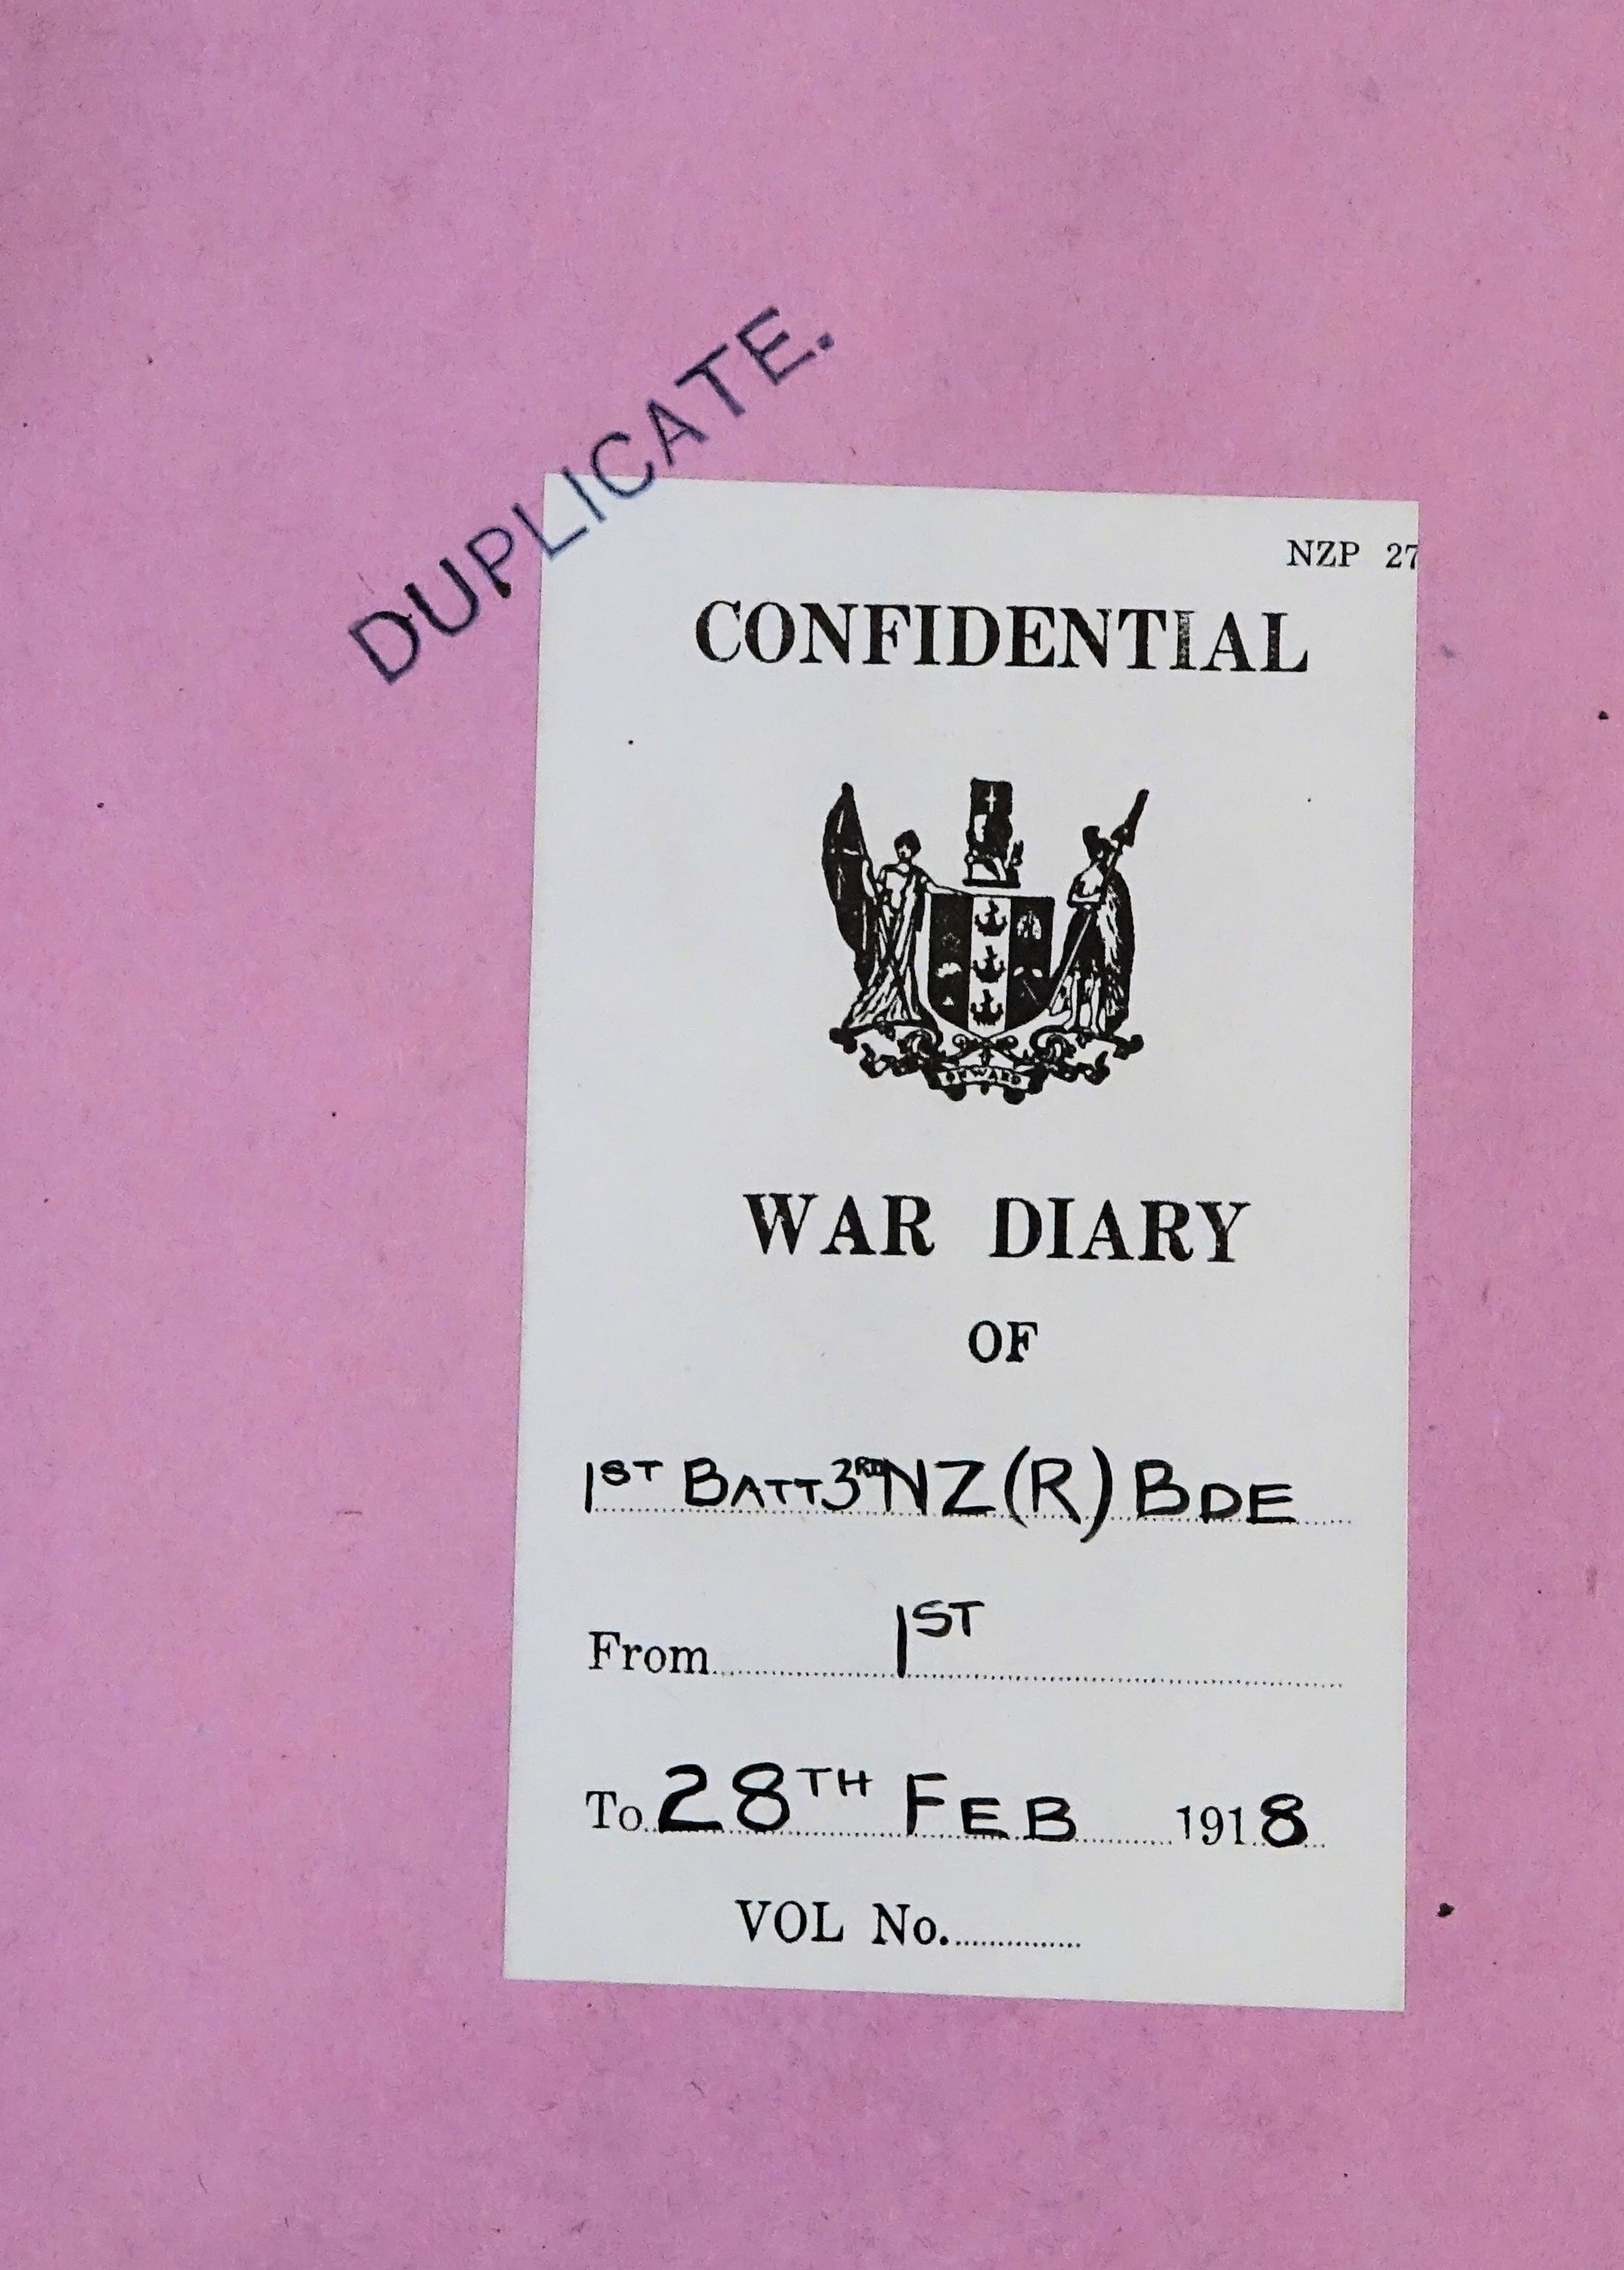 DUPLICATE.
NZP 27
CONFIDENTIAL
ONWARD
WAR DIARY
OF
1ST BATT 3RD NZ (R) BDE
From 1ST
To 28TH FEB 1918
VOL No.